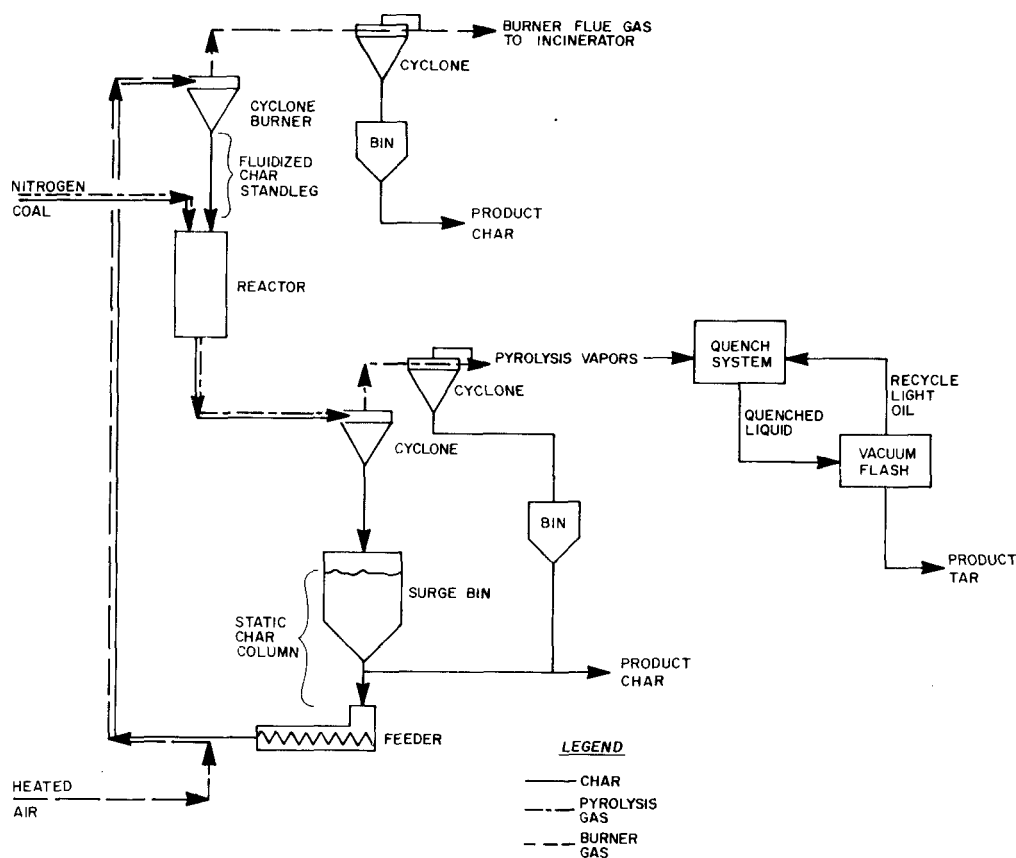 BURNER FLUE GAS
TO INCINERATOR
CYCLONE
CYCLONE
BURNER
BIN
FLUIDIZED
CHAR
STANDLEG
NITROGEN
COAL
PRODUCT
CHAR
REACTOR
PYROLYSIS VAPORS
QUENCH
SYSTEM
CYCLONE
RECYCLE
LIGHT
OIL
QUENCHED
LIQUID
CYCLONE
VACUUM
FLASH
BIN
PRODUCT
TAR
SURGE BIN
STATIC
CHAR
COLUMN
PRODUCT
CHAR
FEEDER
LEGEND
HEATED
AIR
CHAR
PYROLYSIS
GAS
BURNER
GAS